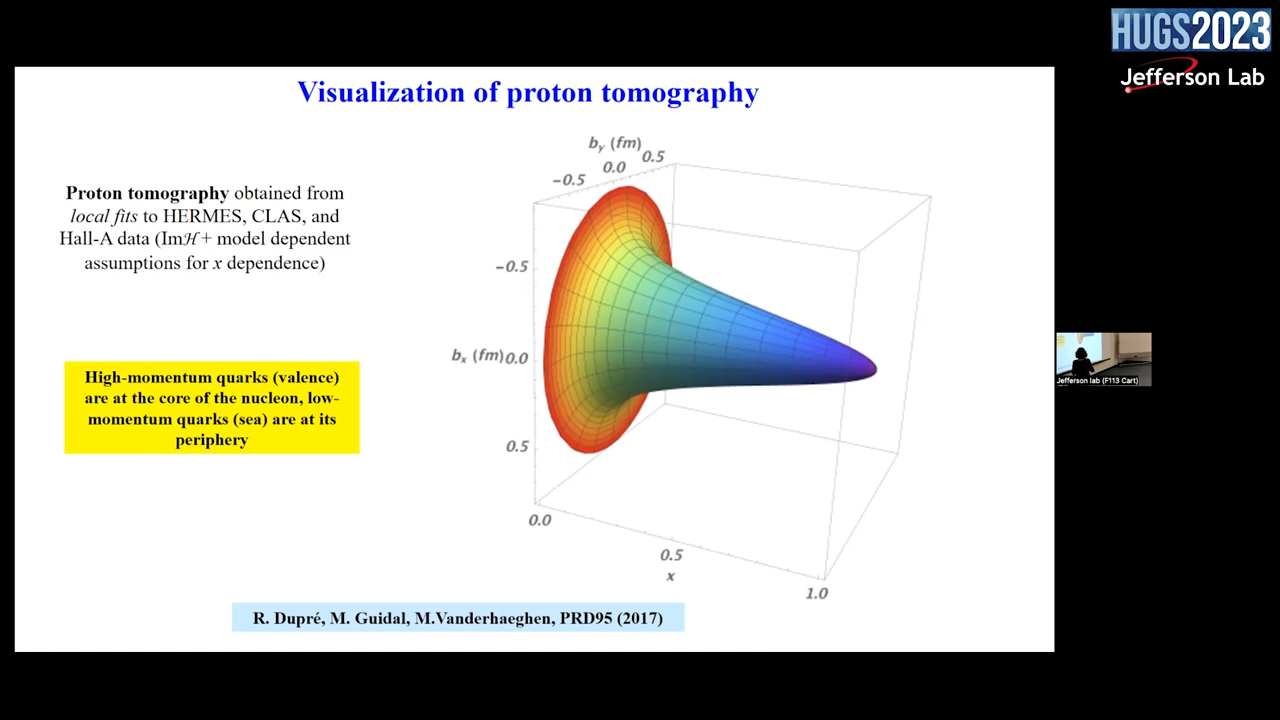 HUGS2023
Jefferson Lab
Visualization of proton tomography
Proton tomography obtained from
local fits to HERMES, CLAS, and
Hall-A data (Imℋ + model dependent
assumptions for x dependence)
High-momentum quarks (valence)
are at the core of the nucleon, low-
momentum quarks (sea) are at its
periphery
b_y (fm)
−0.5
0.0
0.5
−0.5
b_x (fm)
0.0
0.5
0.0
0.5
x
1.0
R. Dupré, M. Guidal, M.Vanderhaeghen, PRD95 (2017)
Jefferson lab (F113 Cart)